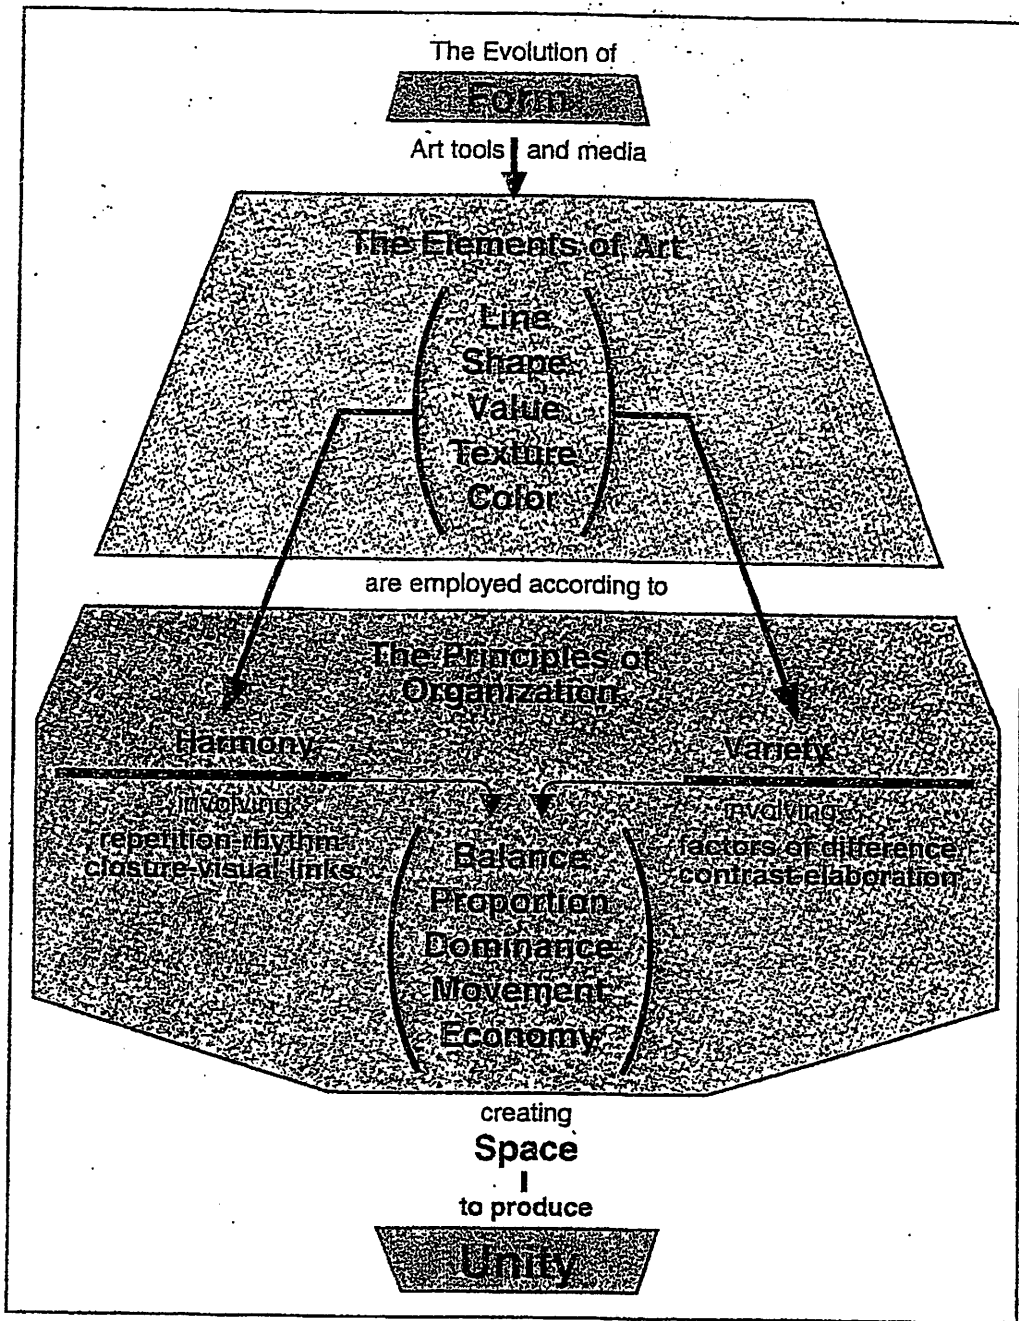 The Evolution of
Form
Art tools and media
The Elements of Art
Line
Shape
Value
Texture
Color
are employed according to
The Principles of
Organization
Harmony
involving
repetition-rhythm
closure-visual links
Variety
involving
factors of difference
contrast-elaboration
Balance
Proportion
Dominance
Movement
Economy
creating
Space
to produce
Unity